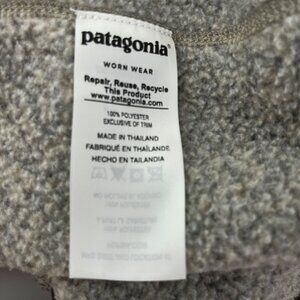 patagonia®
WORN WEAR
Repair, Reuse, Recycle
This Product
www.patagonia.com
100% POLYESTER
EXCLUSIVE OF TRIM
MADE IN THAILAND
FABRIQUÉ EN THAÏLANDE
HECHO EN TAILANDIA